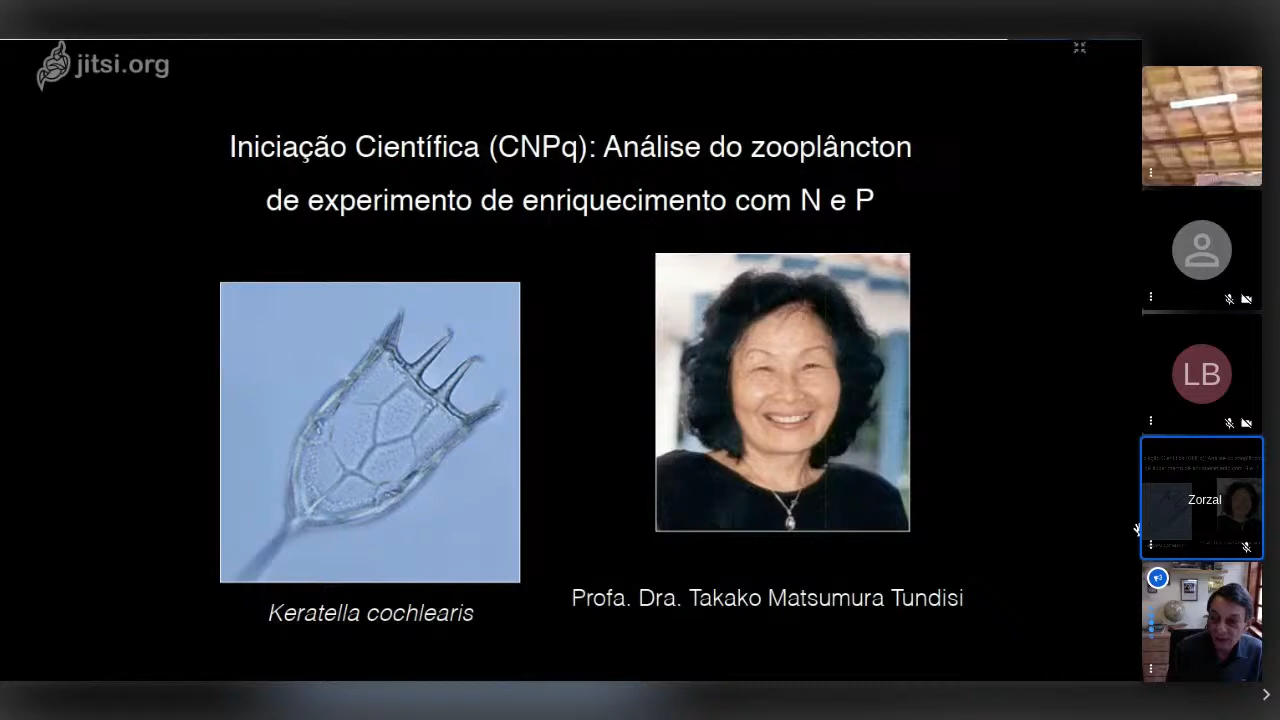 jitsi.org
Iniciação Científica (CNPq): Análise do zooplâncton
de experimento de enriquecimento com N e P
Keratella cochlearis
Profa. Dra. Takako Matsumura Tundisi
LB
Zorzal